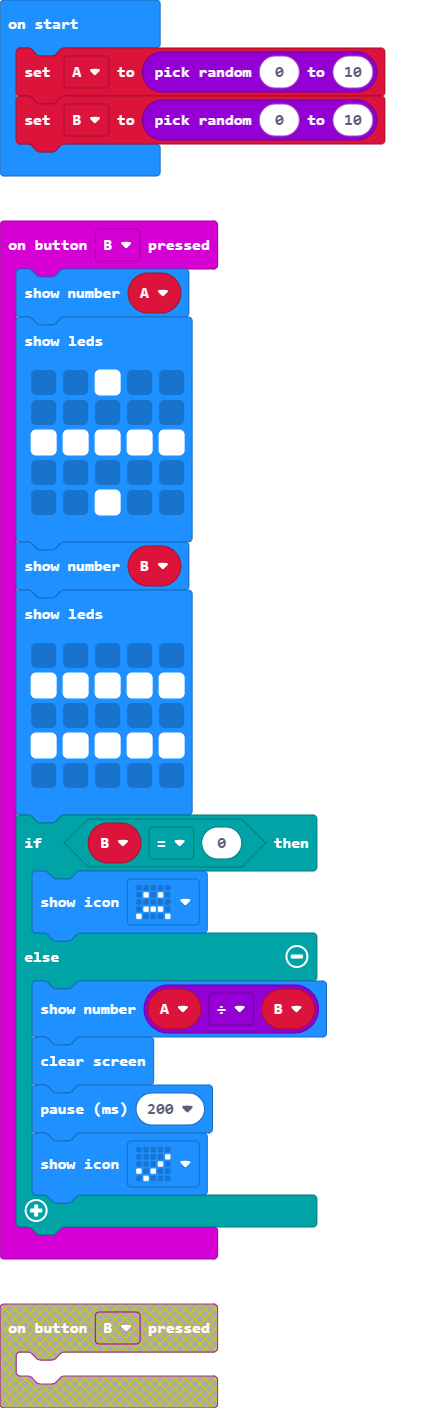 on start
set A to pick random 0 to 10
set B to pick random 0 to 10
on button B pressed
show number A
show leds
show number B
show leds
if B = 0 then
show icon
else
show number A ÷ B
clear screen
pause (ms) 200
show icon
on button B pressed